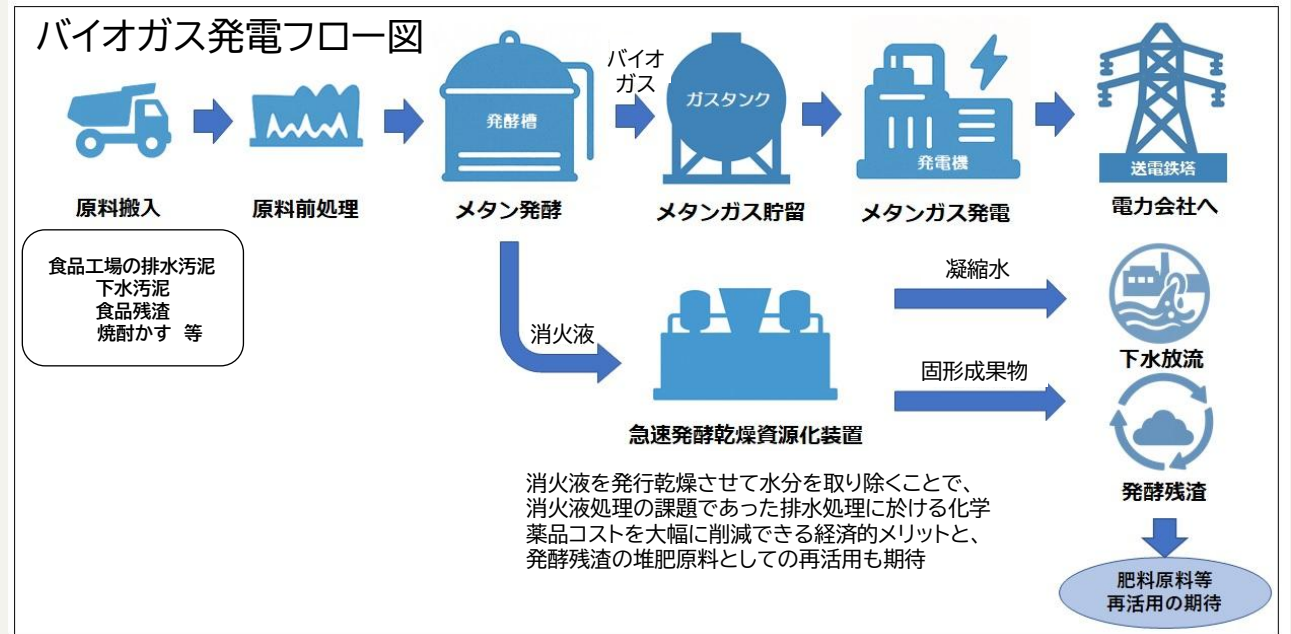 バイオガス発電フロー図
バイオ
ガス
発酵槽
ガスタンク
発電機
送電鉄塔
原料搬入
原料前処理
メタン発酵
メタンガス貯留
メタンガス発電
電力会社へ
食品工場の排水汚泥
下水汚泥
食品残渣
焼酎かす 等
消火液
凝縮水
固形成果物
下水放流
急速発酵乾燥資源化装置
発酵残渣
消火液を発行乾燥させて水分を取り除くことで、
消火液処理の課題であった排水処理に於ける化学
薬品コストを大幅に削減できる経済的メリットと、
発酵残渣の堆肥原料としての再活用も期待
肥料原料等
再活用の期待